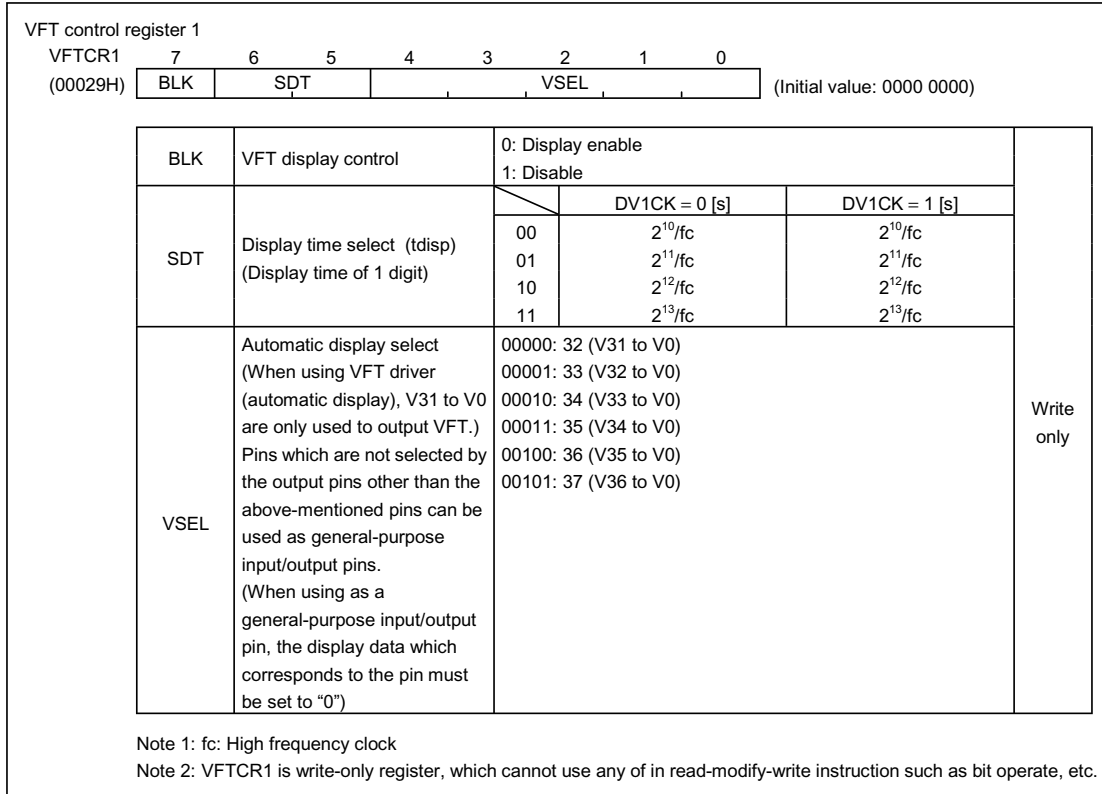 VFT control register 1
VFTCR1 7 6 5 4 3 2 1 0
(00029H) BLK SDT VSEL (Initial value: 0000 0000)
BLK VFT display control 0: Display enable
1: Disable
DV1CK = 0 [s] DV1CK = 1 [s]
SDT Display time select (tdisp)
(Display time of 1 digit)
00 2^10/fc 2^10/fc
01 2^11/fc 2^11/fc
10 2^12/fc 2^12/fc
11 2^13/fc 2^13/fc
VSEL
Automatic display select
(When using VFT driver
(automatic display), V31 to V0
are only used to output VFT.)
Pins which are not selected by
the output pins other than the
above-mentioned pins can be
used as general-purpose
input/output pins.
(When using as a
general-purpose input/output
pin, the display data which
corresponds to the pin must
be set to “0”)
00000: 32 (V31 to V0)
00001: 33 (V32 to V0)
00010: 34 (V33 to V0)
00011: 35 (V34 to V0)
00100: 36 (V35 to V0)
00101: 37 (V36 to V0)
Write
only
Note 1: fc: High frequency clock
Note 2: VFTCR1 is write-only register, which cannot use any of in read-modify-write instruction such as bit operate, etc.